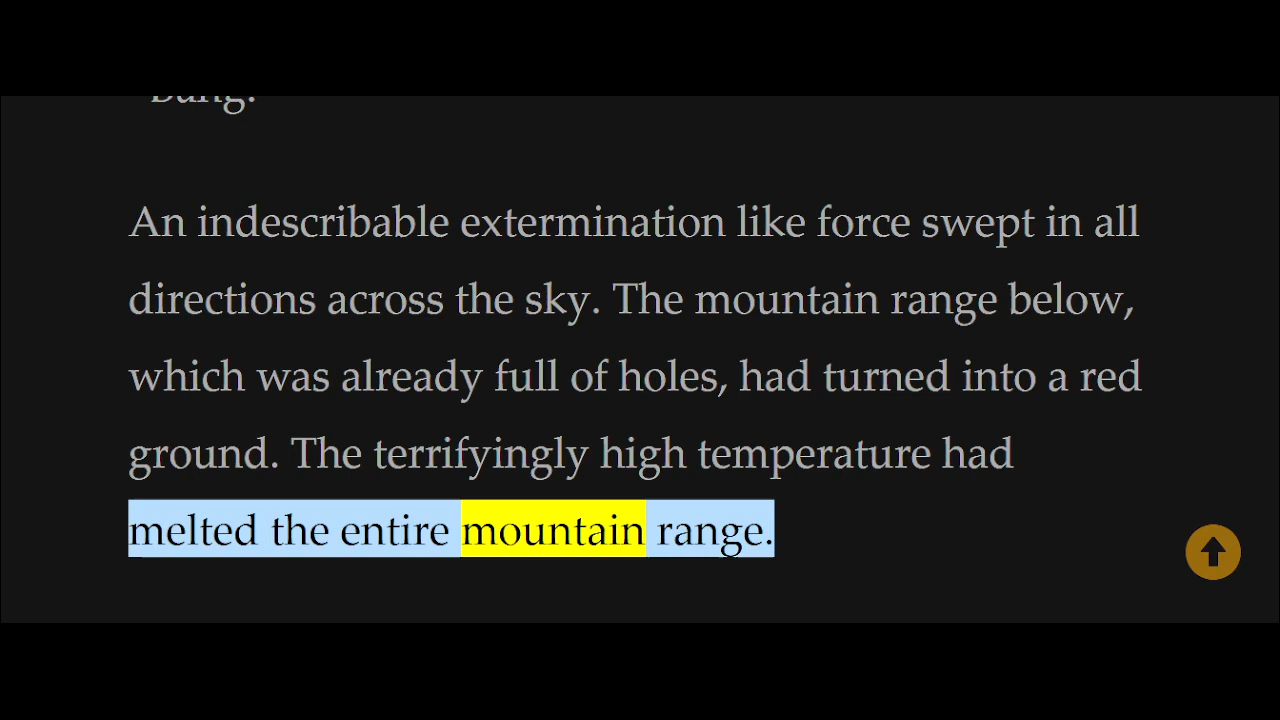 Bang!
An indescribable extermination like force swept in all
directions across the sky. The mountain range below,
which was already full of holes, had turned into a red
ground. The terrifyingly high temperature had
melted the entire mountain range.